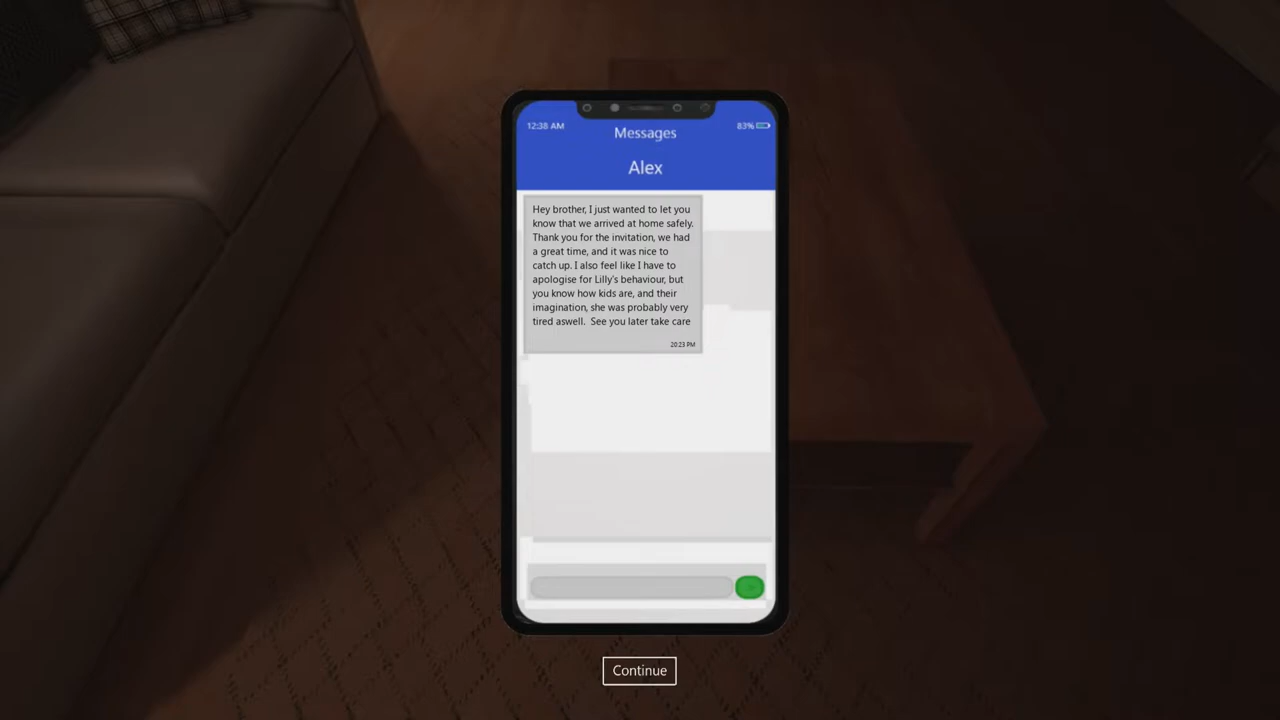 12:38 AM
83%
Messages
Alex
Hey brother, I just wanted to let you
know that we arrived at home safely.
Thank you for the invitation, we had
a great time, and it was nice to
catch up. I also feel like I have to
apologise for Lilly's behaviour, but
you know how kids are, and their
imagination, she was probably very
tired aswell.  See you later take care
20:23 PM
Continue